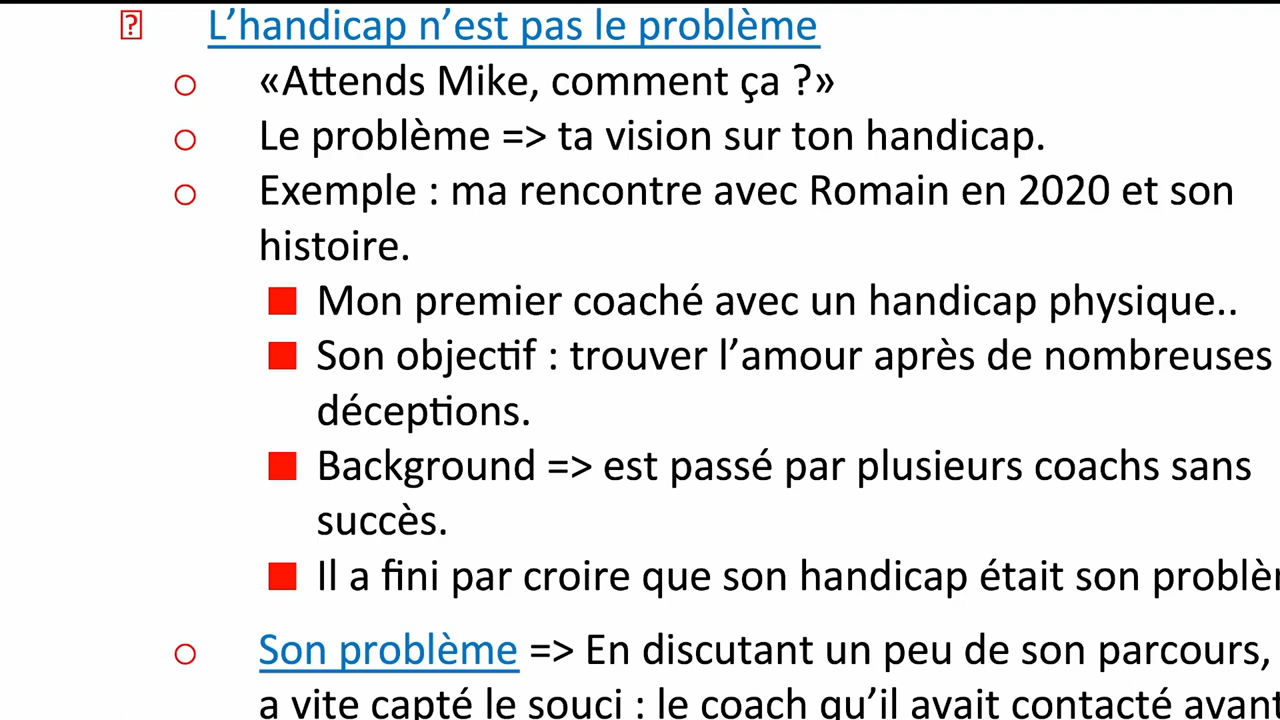 L’handicap n’est pas le problème
o «Attends Mike, comment ça ?»
o Le problème => ta vision sur ton handicap.
o Exemple : ma rencontre avec Romain en 2020 et son
histoire.
■ Mon premier coaché avec un handicap physique..
■ Son objectif : trouver l’amour après de nombreuses
déceptions.
■ Background => est passé par plusieurs coachs sans
succès.
■ Il a fini par croire que son handicap était son
o Son problème => En discutant un peu de son parcours,
a vite capté le souci : le coach qu’il avait contacté